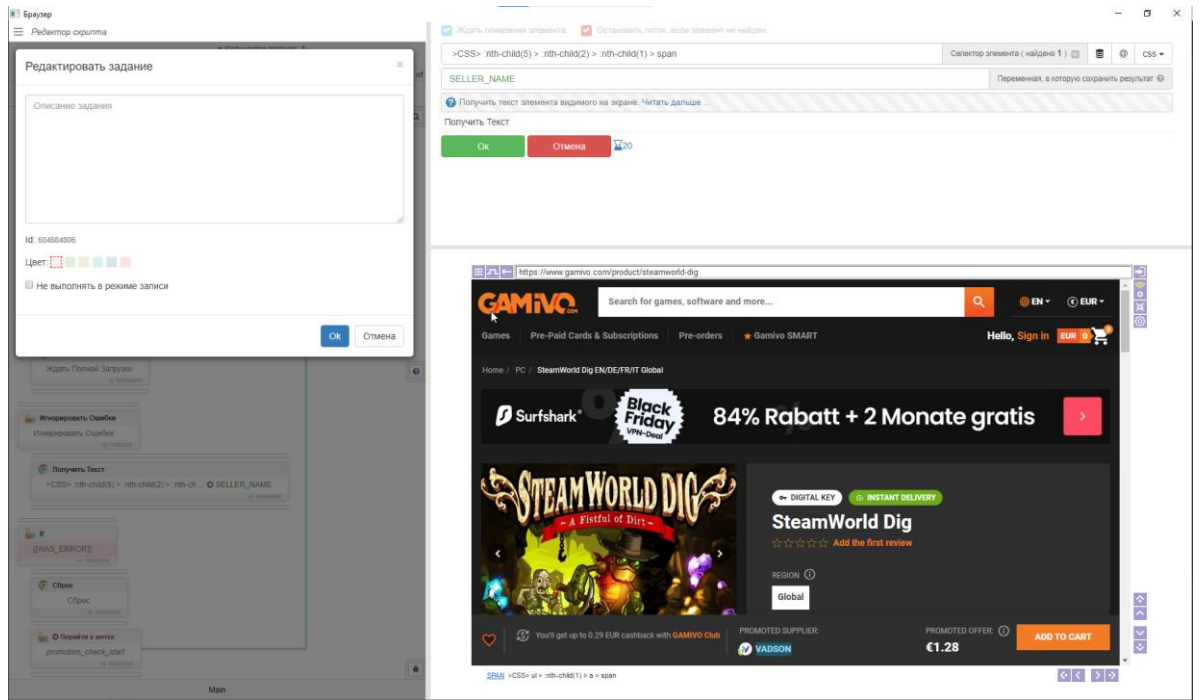 Браузер
Редактор скрипта
Редактировать задание
Описание задания
Id: 604684806
Цвет:
Не выполнять в режиме записи
Ok
Отмена
Ждать Полной Загрузки
Игнорировать Ошибки
Игнорировать Ошибки
Получить Текст
>CSS> :nth-child(5) > :nth-child(2) > :nth-ch ... SELLER_NAME
If
[[WAS_ERROR]]
Сброс
Сброс
Перейти к метке
promotion_check_start
Main
Ждать появления элемента.
Остановить поток, если элемент не найден.
>CSS> :nth-child(5) > :nth-child(2) > :nth-child(1) > span
Селектор элемента ( найдено 1 )
@
css
SELLER_NAME
Переменная, в которую сохранить результат
Получить текст элемента видимого на экране. Читать дальше ...
Получить Текст
Ok
Отмена
20
https://www.gamivo.com/product/steamworld-dig
GAMIVO.COM
Search for games, software and more...
EN
EUR
Games
Pre-Paid Cards & Subscriptions
Pre-orders
Gamivo SMART
Hello, Sign in
EUR 0
0
Home / PC / SteamWorld Dig EN/DE/FR/IT Global
Surfshark
Black
Friday
VPN-Deal
84% Rabatt + 2 Monate gratis
STEAMWORLD DIG
- A Fistful of Dirt -
DIGITAL KEY
INSTANT DELIVERY
SteamWorld Dig
Add the first review
REGION
Global
You'll get up to 0.29 EUR cashback with GAMIVO Club
PROMOTED SUPPLIER:
VADSON
PROMOTED OFFER:
€1.28
ADD TO CART
SPAN >CSS> ul > :nth-child(1) > a > span